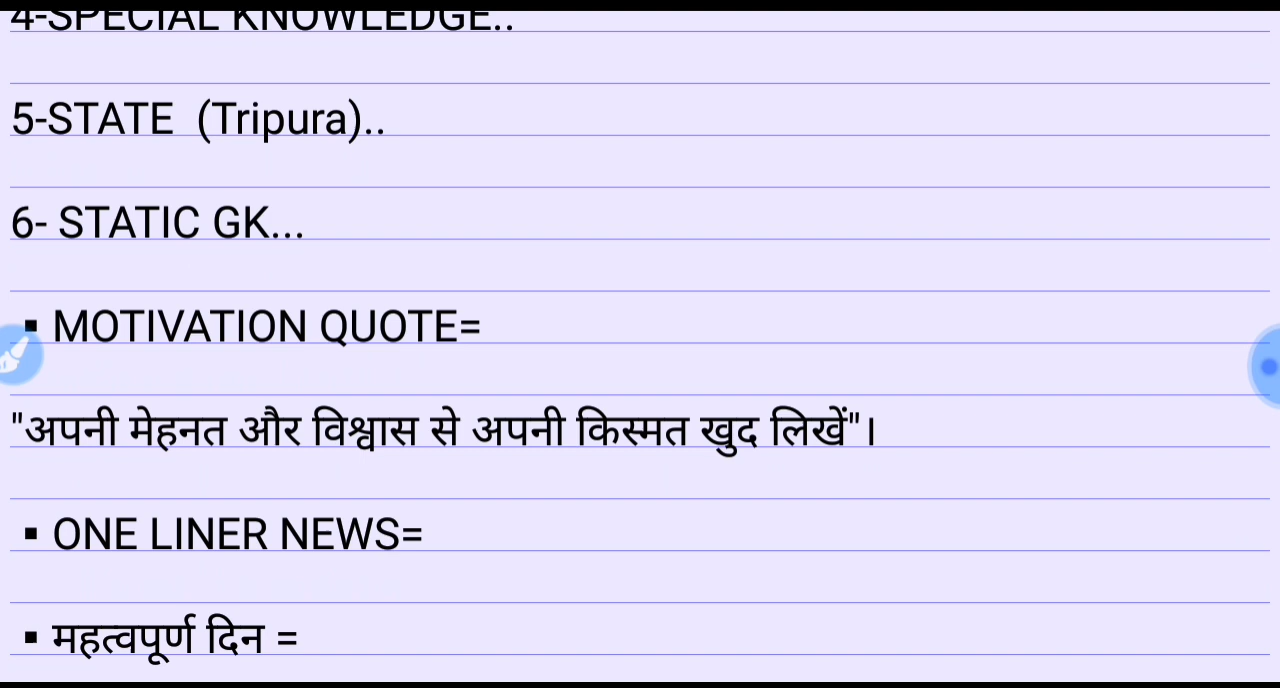 4-SPECIAL KNOWLEDGE..
5-STATE  (Tripura)..
6- STATIC GK...
▪ MOTIVATION QUOTE=
"अपनी मेहनत और विश्वास से अपनी किस्मत खुद लिखें"।
▪ ONE LINER NEWS=
▪ महत्वपूर्ण दिन =